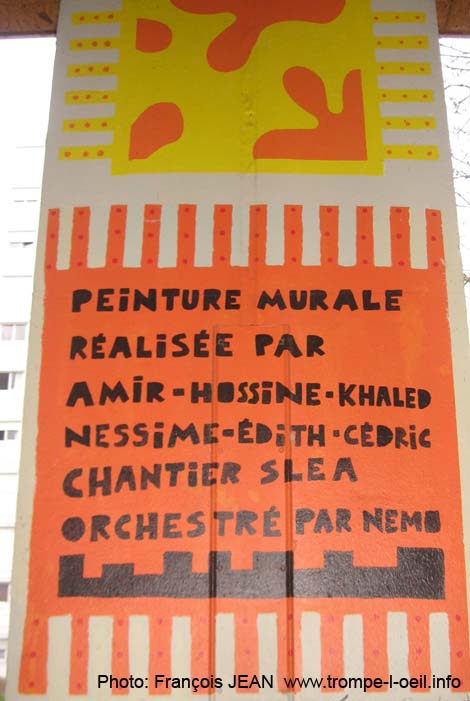 PEINTURE MURALE
RÉALISÉE PAR
AMIR-HOSSINE-KHALED
NESSIME-ÉDITH-CÉDRIC
CHANTIER SLEA
ORCHESTRÉ PAR NEMO
Photo: François JEAN www.trompe-l-oeil.info